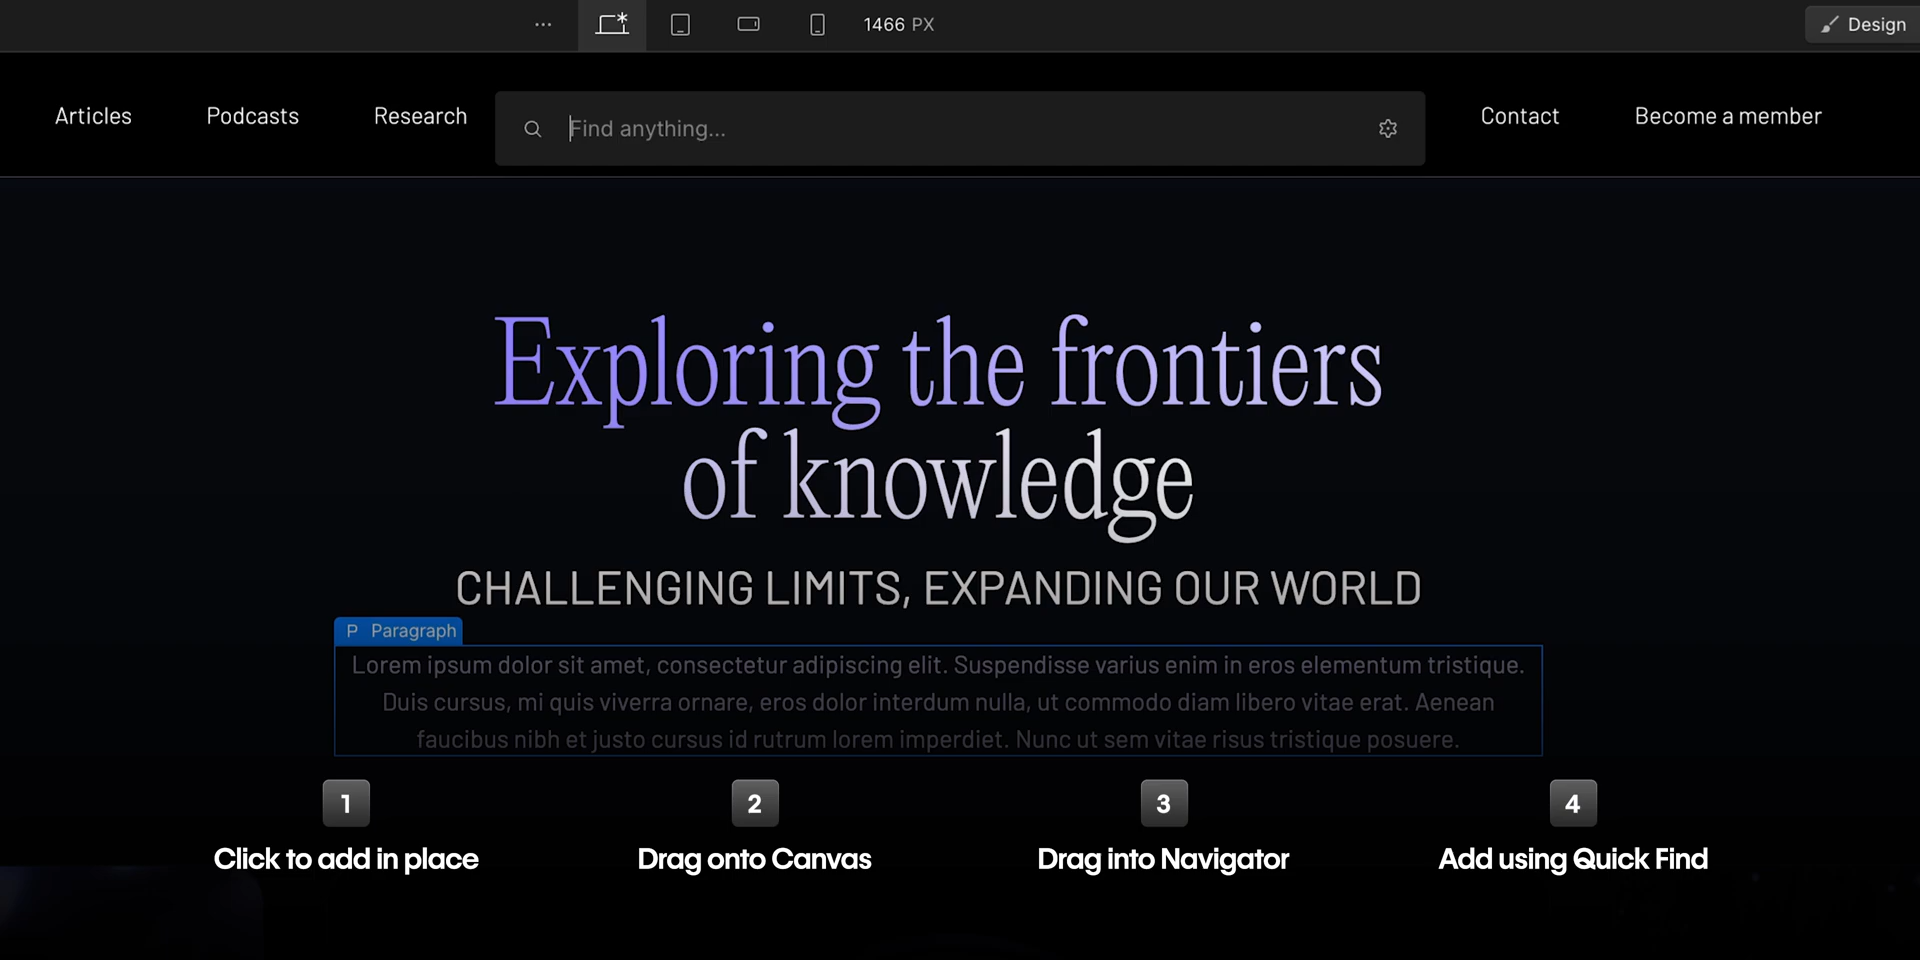 1466 PX
Design
Articles
Podcasts
Research
Find anything...
Contact
Become a member
Exploring the frontiers
of knowledge
CHALLENGING LIMITS, EXPANDING OUR WORLD
P Paragraph
Lorem ipsum dolor sit amet, consectetur adipiscing elit. Suspendisse varius enim in eros elementum tristique.
Duis cursus, mi quis viverra ornare, eros dolor interdum nulla, ut commodo diam libero vitae erat. Aenean
faucibus nibh et justo cursus id rutrum lorem imperdiet. Nunc ut sem vitae risus tristique posuere.
1
Click to add in place
2
Drag onto Canvas
3
Drag into Navigator
4
Add using Quick Find